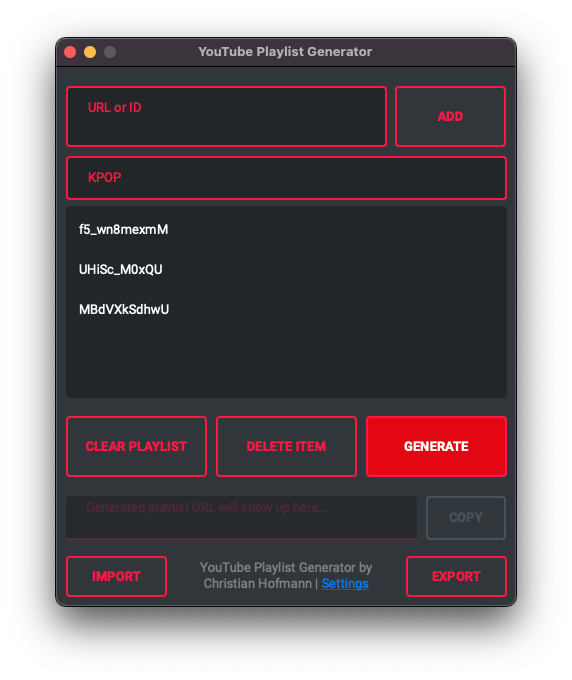 YouTube Playlist Generator
URL or ID
ADD
KPOP
f5_wn8mexmM
UHiSc_M0xQU
MBdVXkSdhwU
CLEAR PLAYLIST
DELETE ITEM
GENERATE
Generated playlist URL will show up here...
COPY
IMPORT
YouTube Playlist Generator by
Christian Hofmann | Settings
EXPORT